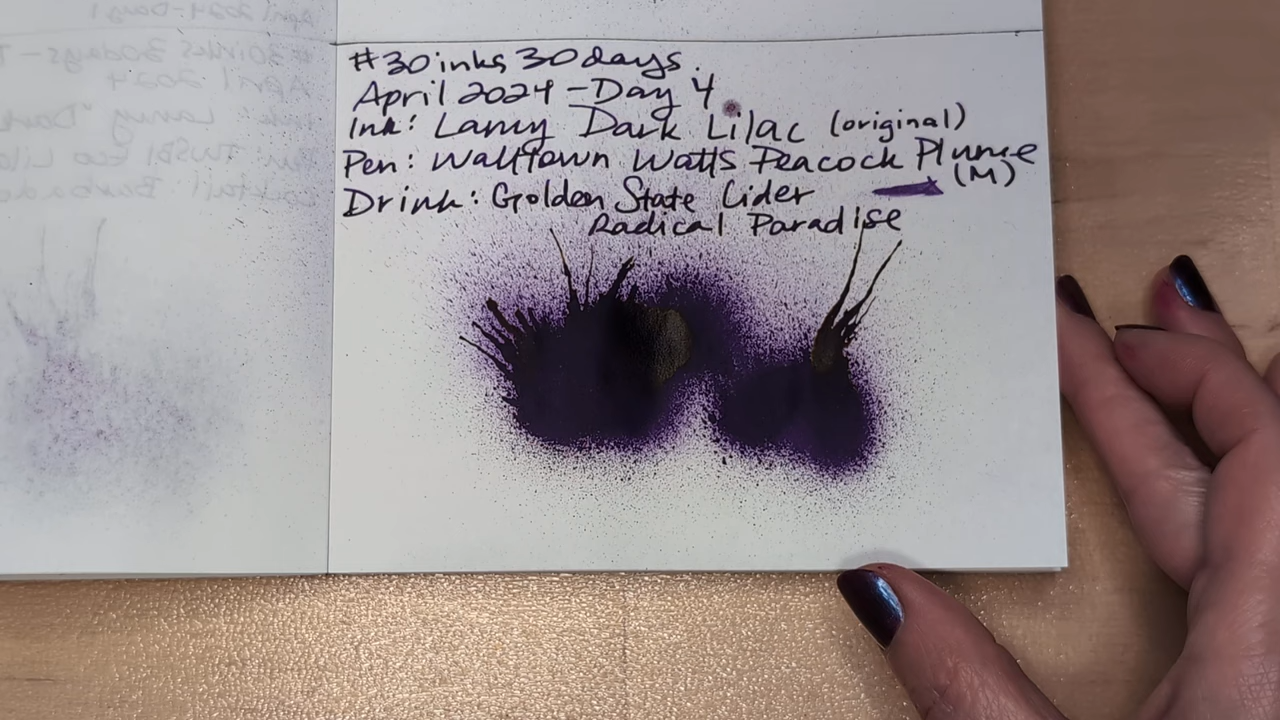 #30inks30days.
April 2024 - Day 4
Ink: Lamy Dark Lilac (original)
Pen: Walltown Watts Peacock Plume
(M)
Drink: Golden State Cider
Radical Paradise